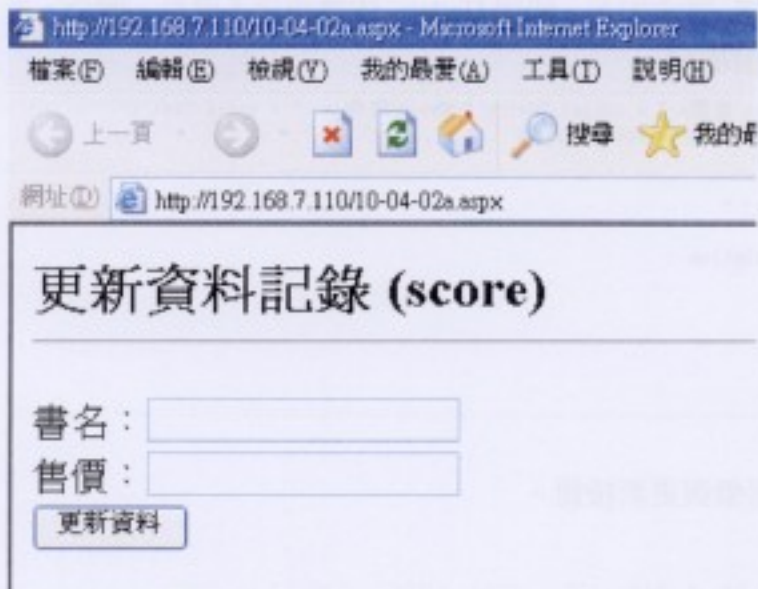 http://192.168.7.110/10-04-02a.aspx - Microsoft Internet Explorer
檔案(F) 編輯(E) 檢視(V) 我的最愛(A) 工具(T) 說明(H)
上一頁 搜尋 我的最
網址(D) http://192.168.7.110/10-04-02a.aspx
更新資料記錄 (score)
書名：
售價：
更新資料